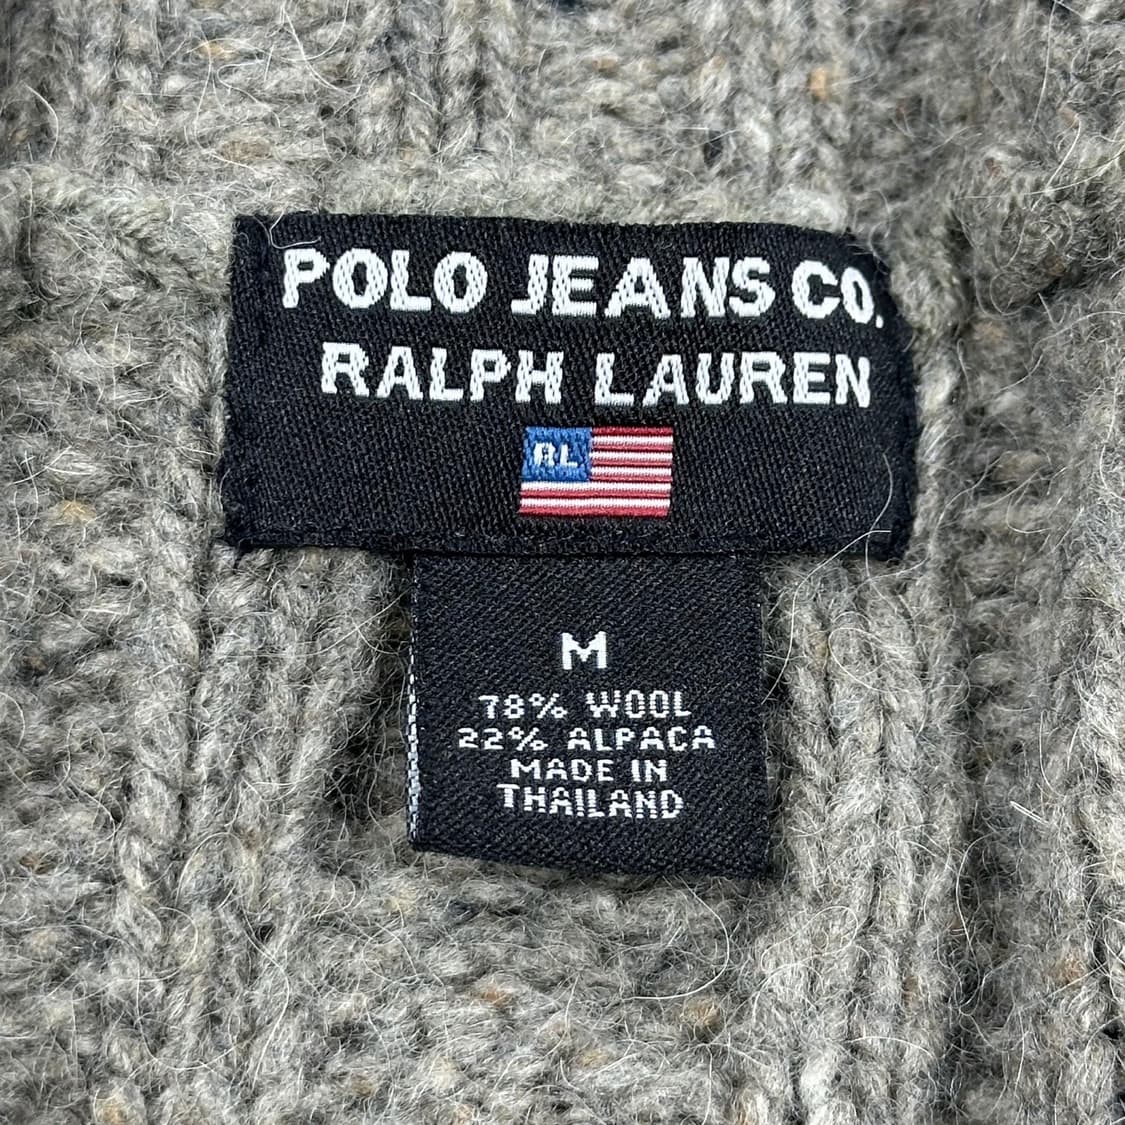 POLO JEANS CO.
RALPH LAUREN
RL
M
78% WOOL
22% ALPACA
MADE IN
THAILAND